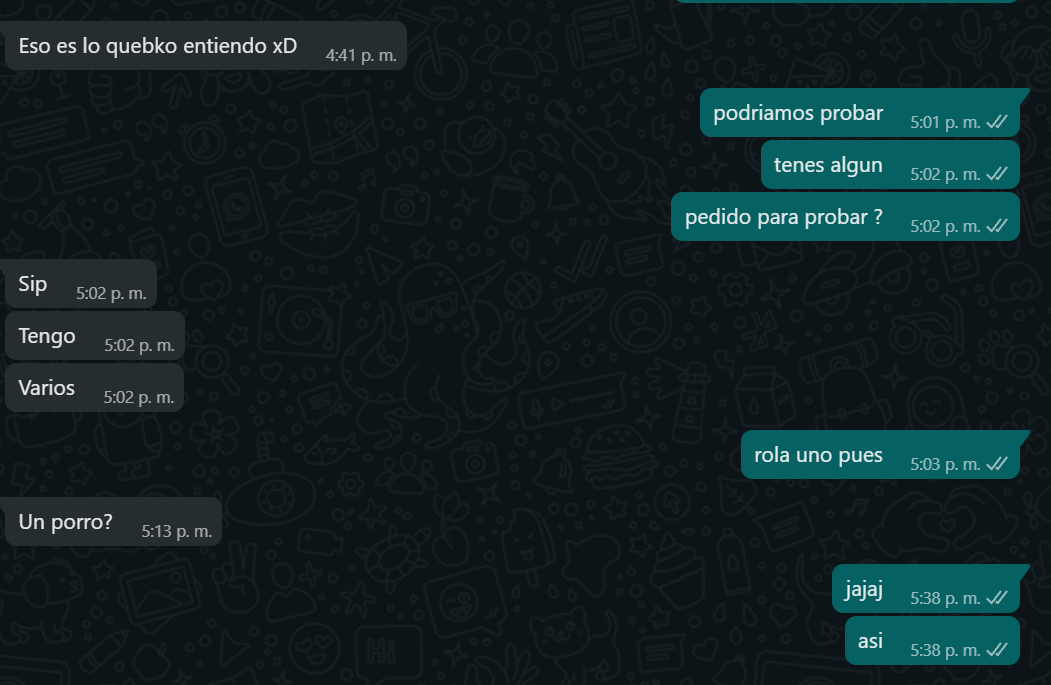 Eso es lo quebko entiendo xD 4:41 p. m.
podriamos probar 5:01 p. m.
tenes algun 5:02 p. m.
pedido para probar ? 5:02 p. m.
Sip 5:02 p. m.
Tengo 5:02 p. m.
Varios 5:02 p. m.
rola uno pues 5:03 p. m.
Un porro? 5:13 p. m.
jajaj 5:38 p. m.
asi 5:38 p. m.